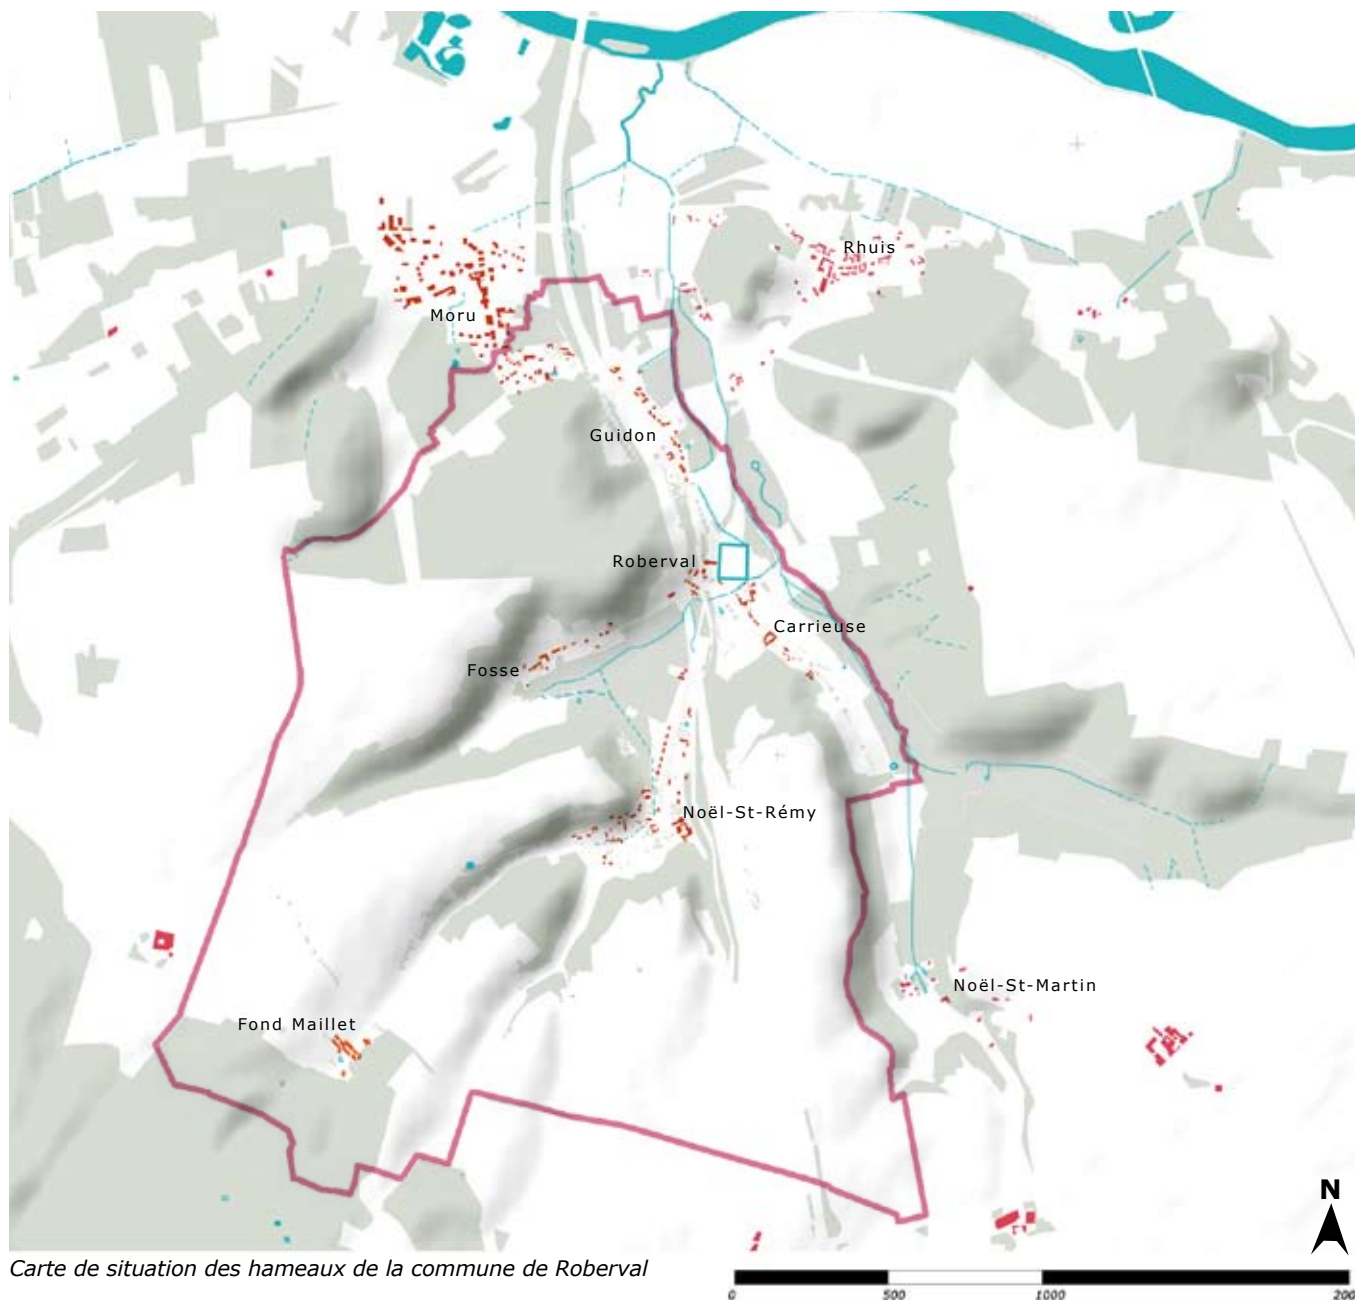 Rhuis
Moru
Guidon
Roberval
Carrieuse
Fosse
Noël-St-Rémy
Noël-St-Martin
Fond Maillet
N
Carte de situation des hameaux de la commune de Roberval
0 500 1000 200